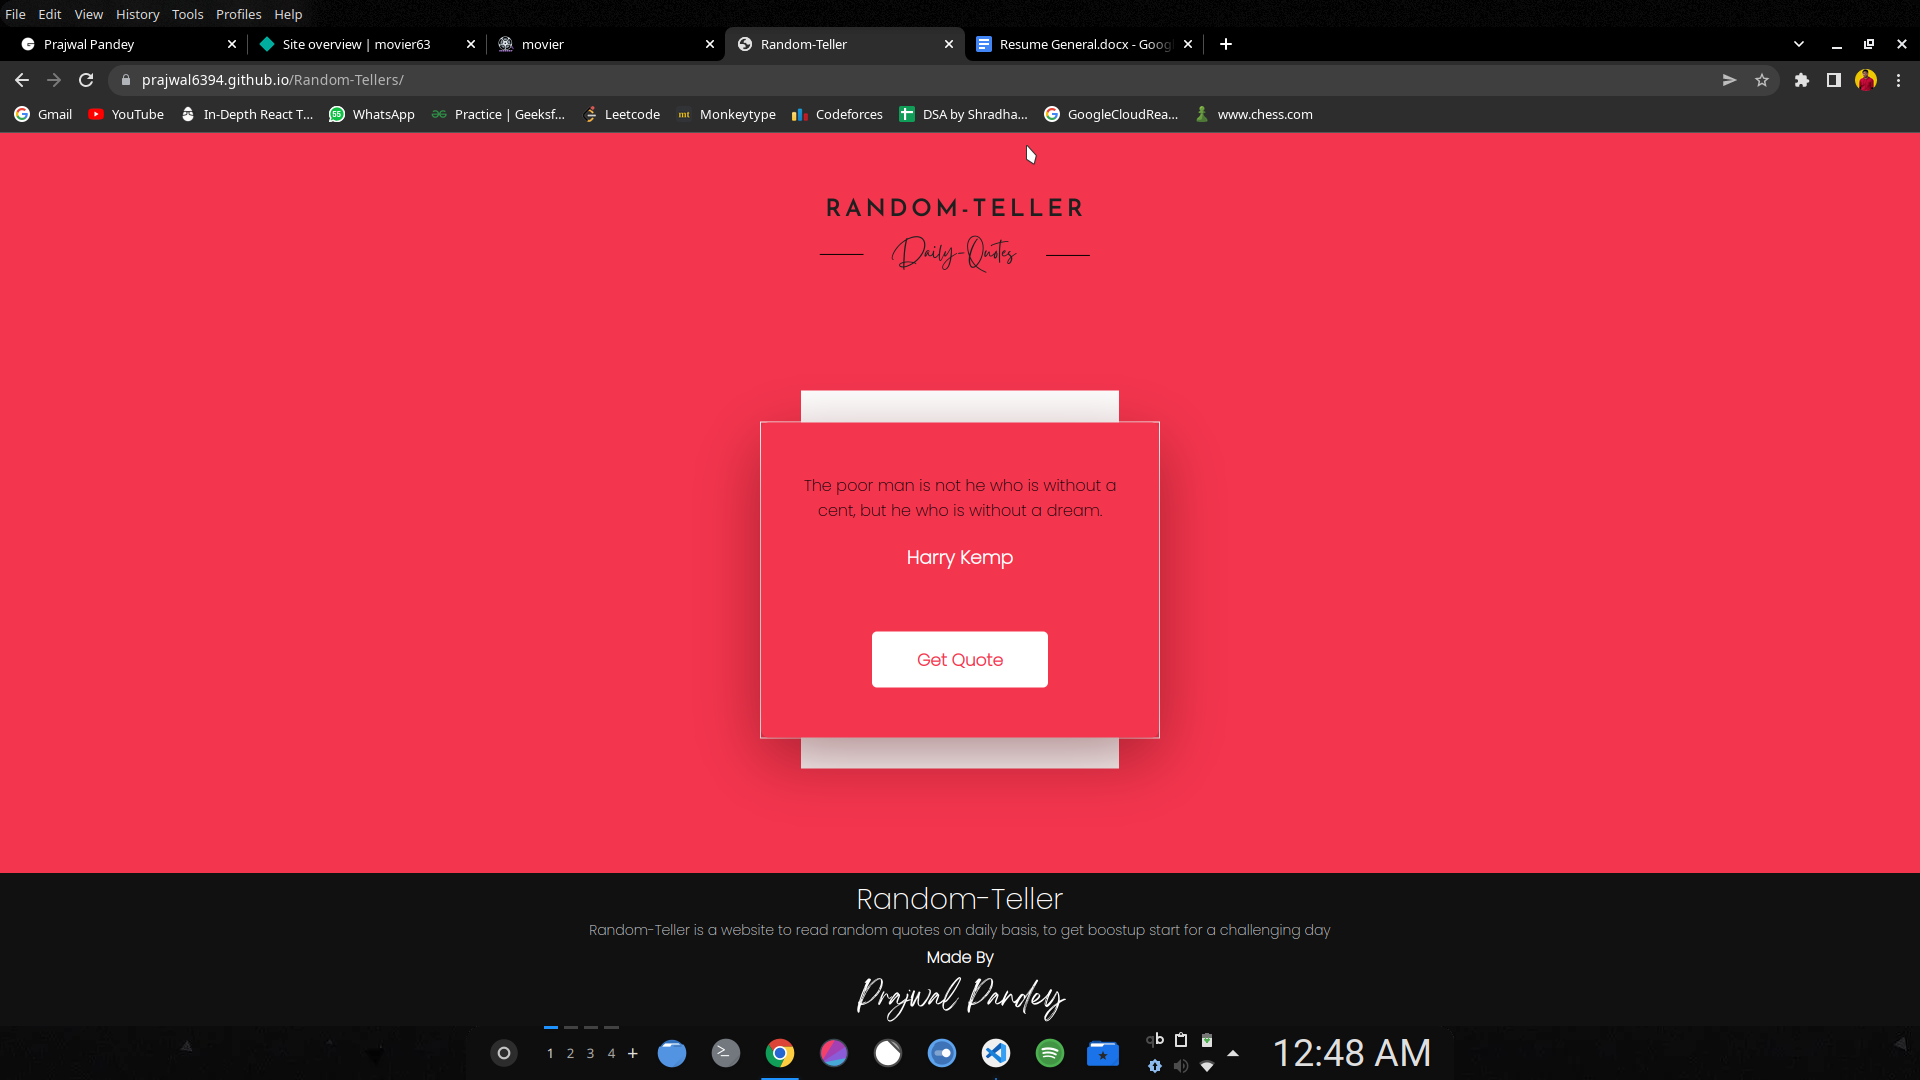 File Edit View History Tools Profiles Help
Prajwal Pandey
Site overview | movier63
movier
Random-Teller
Resume General.docx - Goog
prajwal6394.github.io/Random-Tellers/
Gmail
YouTube
In-Depth React T...
55
WhatsApp
Practice | Geeksf...
Leetcode
mt
Monkeytype
Codeforces
DSA by Shradha...
GoogleCloudRea...
www.chess.com
RANDOM-TELLER
Daily-Quotes
The poor man is not he who is without a
cent, but he who is without a dream.
Harry Kemp
Get Quote
Random-Teller
Random-Teller is a website to read random quotes on daily basis, to get boostup start for a challenging day
Made By
Prajwal Pandey
1 2 3 4 +
qb
12:48 AM